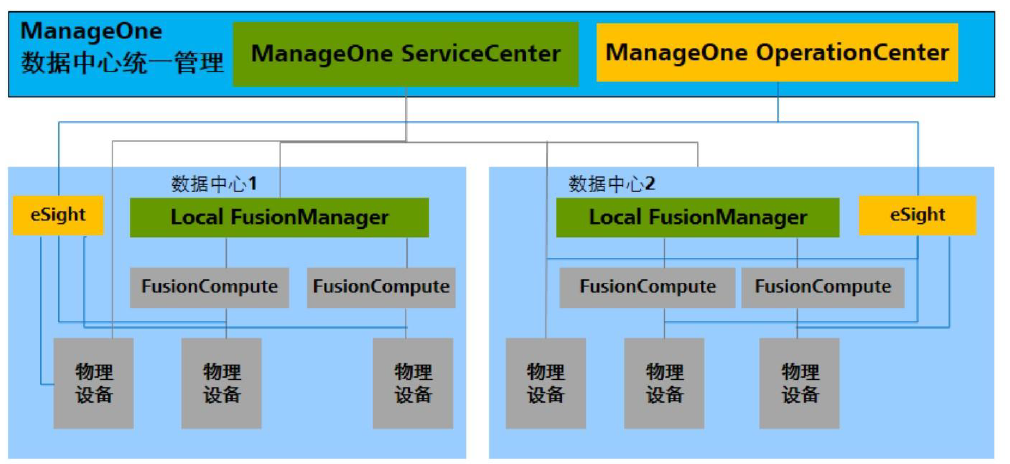 ManageOne
数据中心统一管理
ManageOne ServiceCenter
ManageOne OperationCenter
数据中心1
eSight
Local FusionManager
FusionCompute
FusionCompute
物理
设备
物理
设备
物理
设备
数据中心2
Local FusionManager
eSight
FusionCompute
FusionCompute
物理
设备
物理
设备
物理
设备